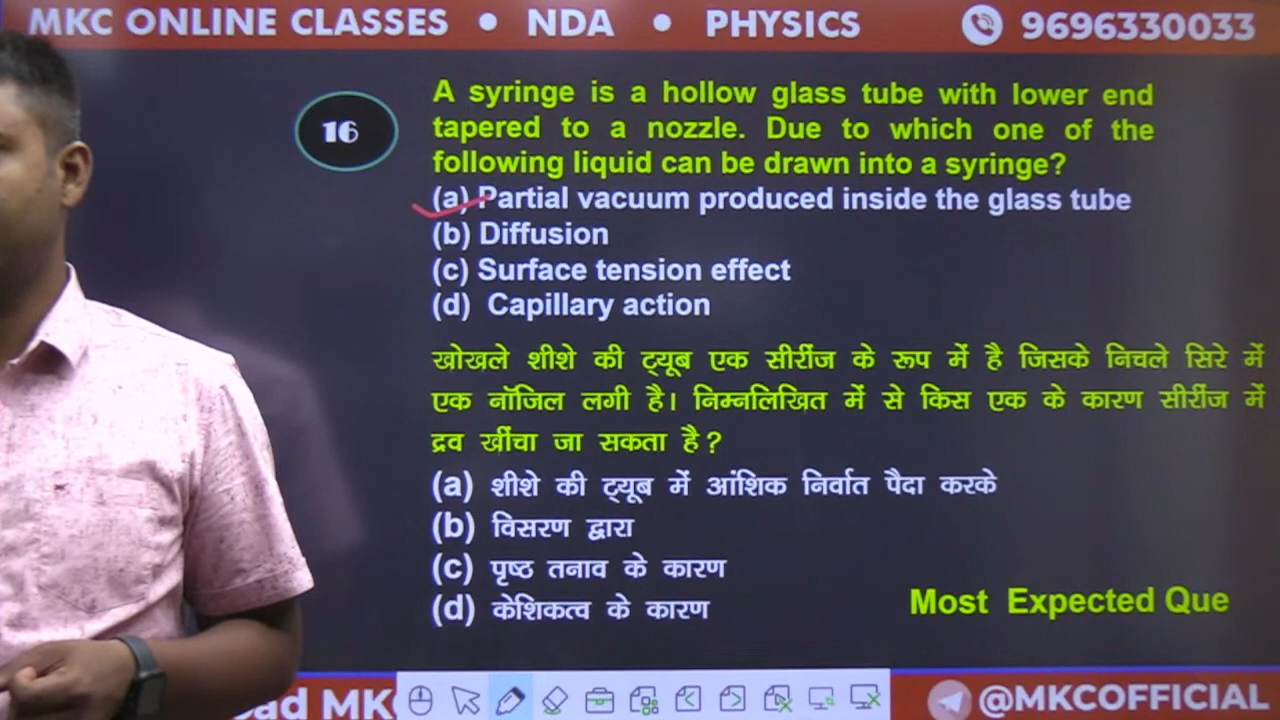 MKC ONLINE CLASSES • NDA • PHYSICS 9696330033
16
A syringe is a hollow glass tube with lower end
tapered to a nozzle. Due to which one of the
following liquid can be drawn into a syringe?
(a) Partial vacuum produced inside the glass tube
(b) Diffusion
(c) Surface tension effect
(d) Capillary action
खोखले शीशे की ट्यूब एक सीरींज के रूप में है जिसके निचले सिरे में
एक नॉजिल लगी है। निम्नलिखित में से किस एक के कारण सीरींज में
द्रव खींचा जा सकता है?
(a) शीशे की ट्यूब में आंशिक निर्वात पैदा करके
(b) विसरण द्वारा
(c) पृष्ठ तनाव के कारण
(d) केशिकत्व के कारण
Most Expected Que
MK
@MKCOFFICIAL